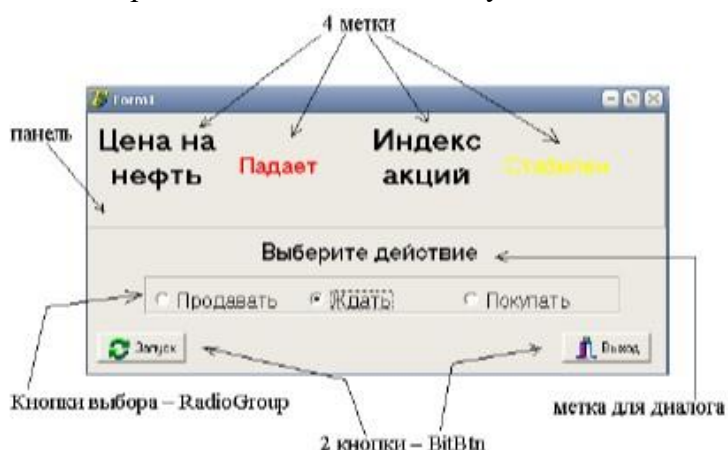 4 метки
Form1
панель
Цена на
нефть
Падает
Индекс
акций
Стабилен
Выберите действие
Продавать
Ждать
Покупать
Запуск
Выход
Кнопки выбора – RadioGroup
метка для диалога
2 кнопки – BitBtn